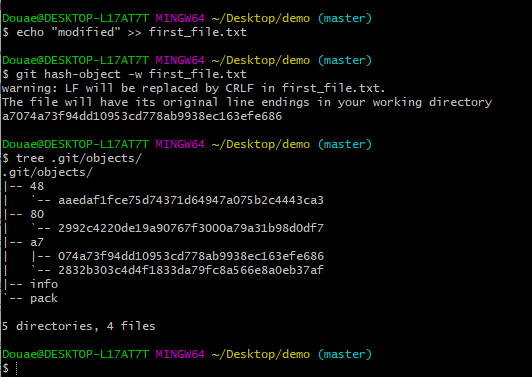 Douae@DESKTOP-L17AT7T MINGW64 ~/Desktop/demo (master)
$ echo "modified" >> first_file.txt
Douae@DESKTOP-L17AT7T MINGW64 ~/Desktop/demo (master)
$ git hash-object -w first_file.txt
warning: LF will be replaced by CRLF in first_file.txt.
The file will have its original line endings in your working directory
a7074a73f94dd10953cd778ab9938ec163efe686
Douae@DESKTOP-L17AT7T MINGW64 ~/Desktop/demo (master)
$ tree .git/objects/
.git/objects/
|-- 48
|   `-- aaedaf1fce75d74371d64947a075b2c4443ca3
|-- 80
|   `-- 2992c4220de19a90767f3000a79a31b98d0df7
|-- a7
|   |-- 074a73f94dd10953cd778ab9938ec163efe686
|   `-- 2832b303c4d4f1833da79fc8a566e8a0eb37af
|-- info
`-- pack
5 directories, 4 files
Douae@DESKTOP-L17AT7T MINGW64 ~/Desktop/demo (master)
$